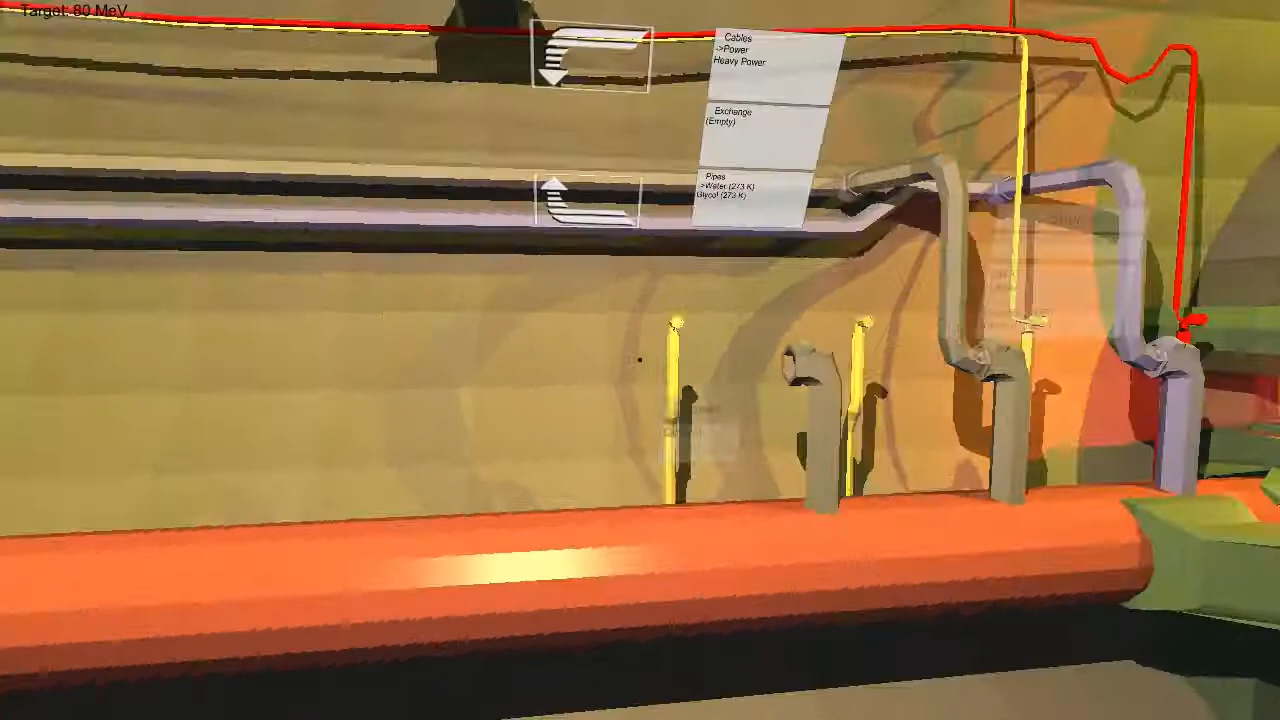 Target: 80 MeV
Cables
->Power
Heavy Power
Exchange
(Empty)
Pipes
->Water (273 K)
Glycol (273 K)